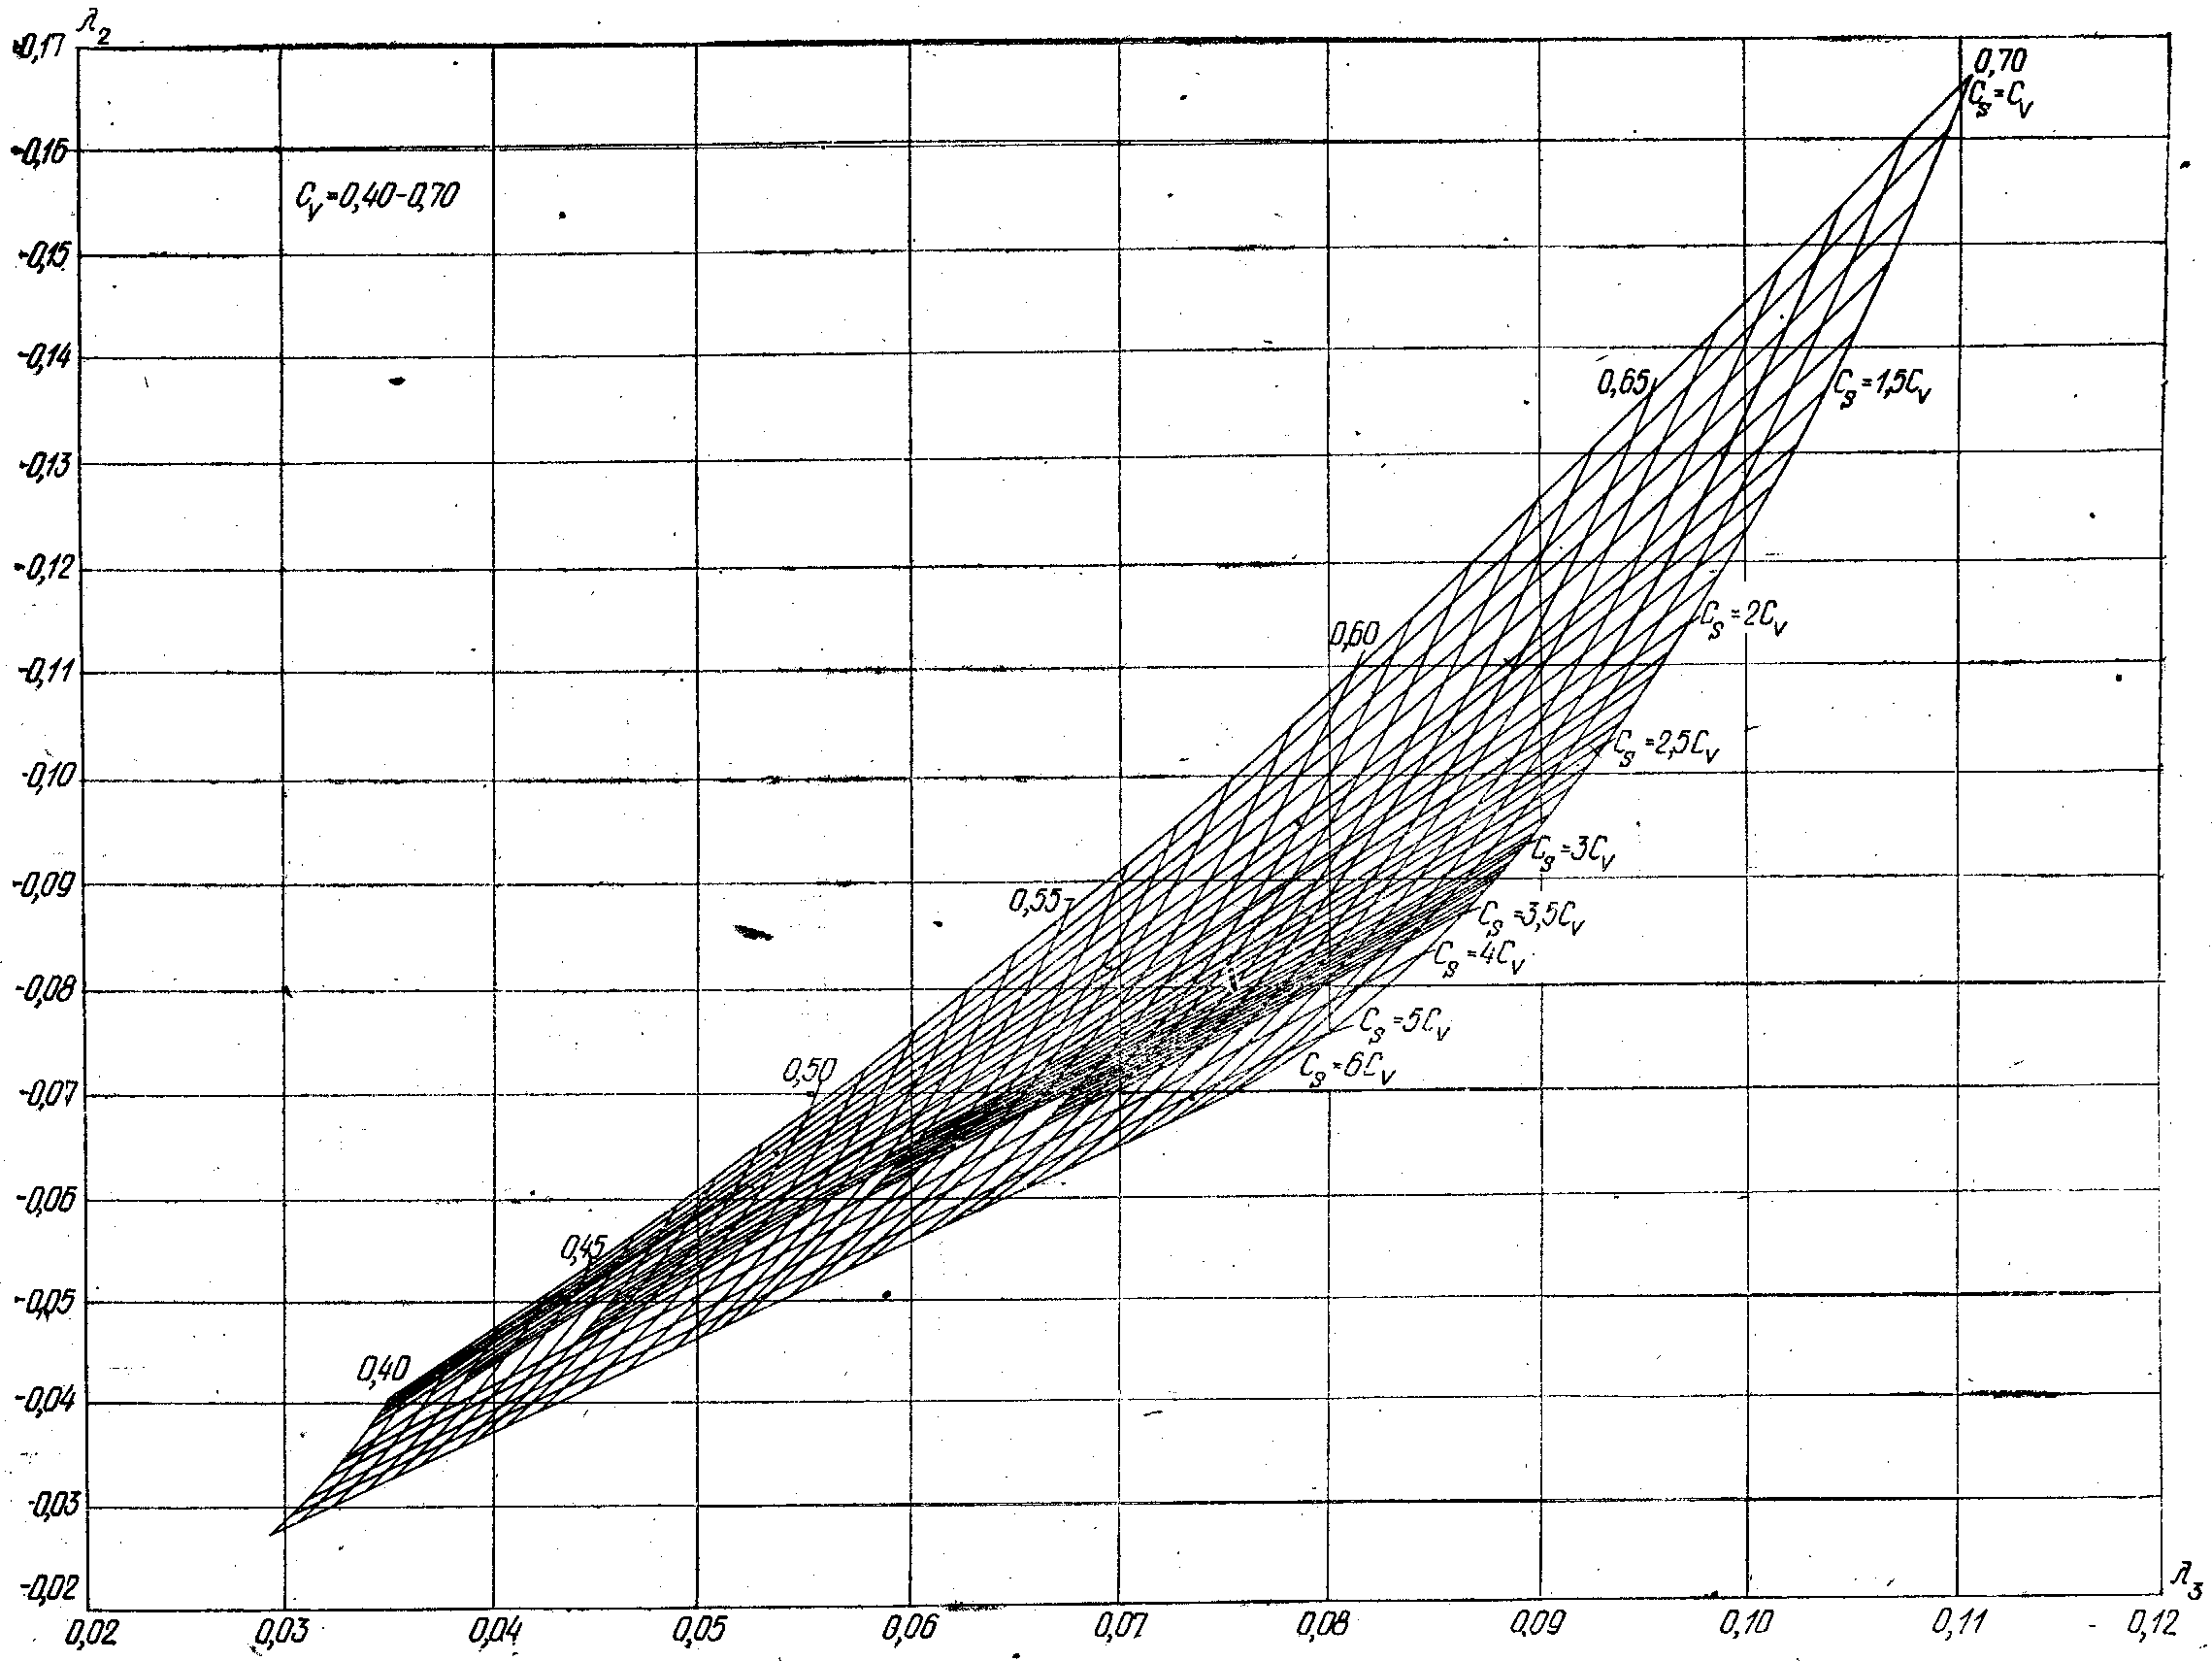 λ₂
-0,17
-0,16
-0,15
-0,14
-0,13
-0,12
-0,11
-0,10
-0,09
-0,08
-0,07
-0,06
-0,05
-0,04
-0,03
-0,02
Cᵥ=0,40-0,70
0,70
Cₛ=Cᵥ
0,65
Cₛ=1,5Cᵥ
0,60
Cₛ=2Cᵥ
Cₛ=2,5Cᵥ
Cₛ=3Cᵥ
0,55
Cₛ=3,5Cᵥ
Cₛ=4Cᵥ
Cₛ=5Cᵥ
0,50
Cₛ=6Cᵥ
0,45
0,40
λ₃
0,02 0,03 0,04 0,05 0,06 0,07 0,08 0,09 0,10 0,11 0,12